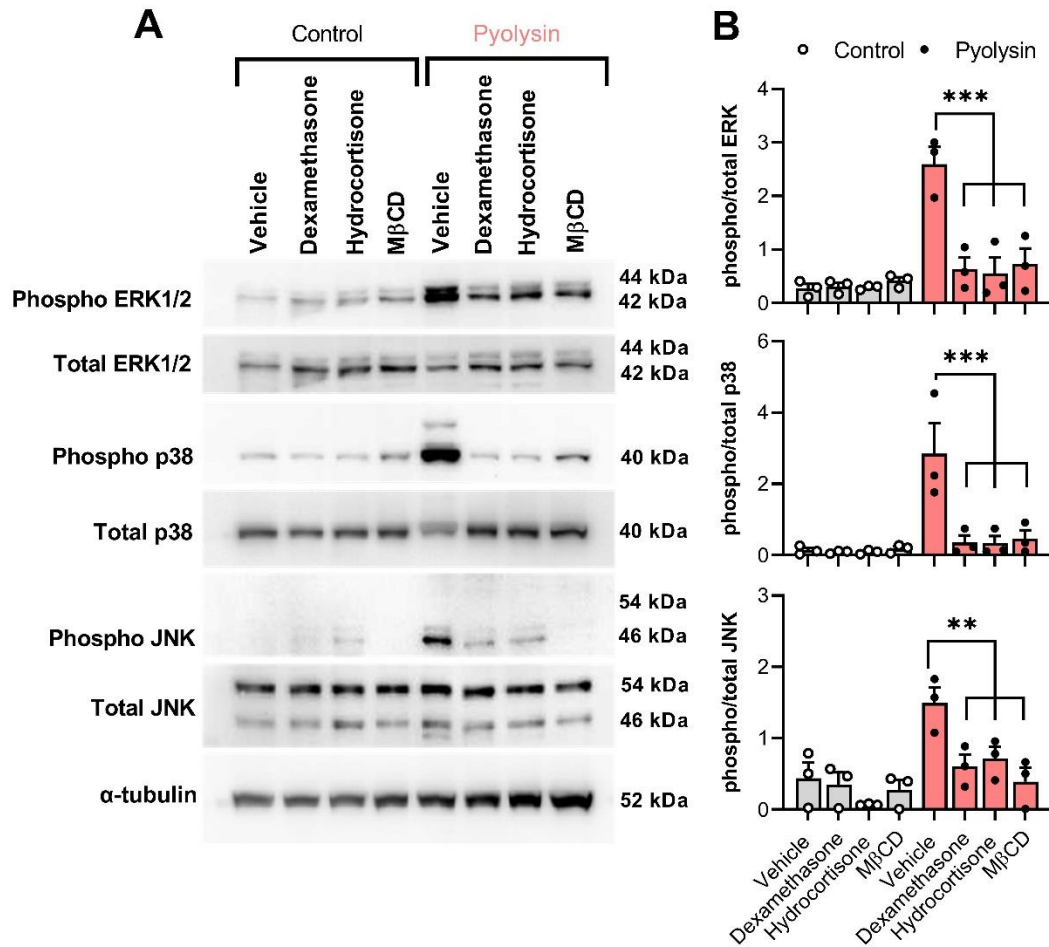 A
Control
Pyolysin
Vehicle
Dexamethasone
Hydrocortisone
MβCD
Vehicle
Dexamethasone
Hydrocortisone
MβCD
Phospho ERK1/2
44 kDa
42 kDa
Total ERK1/2
44 kDa
42 kDa
Phospho p38
40 kDa
Total p38
40 kDa
Phospho JNK
54 kDa
46 kDa
Total JNK
54 kDa
46 kDa
α-tubulin
52 kDa
B
Control
Pyolysin
phospho/total ERK
4
3
2
1
0
***
phospho/total p38
6
4
2
0
***
phospho/total JNK
3
2
1
0
**
Vehicle
Dexamethasone
Hydrocortisone
MβCD
Vehicle
Dexamethasone
Hydrocortisone
MβCD